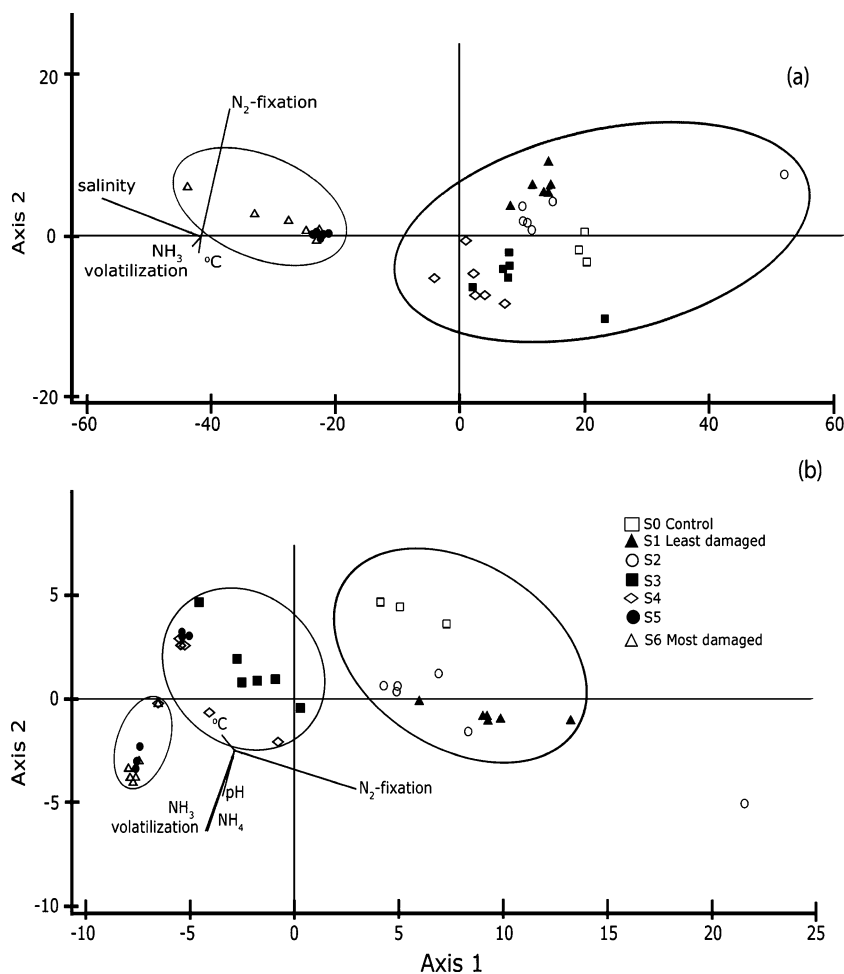 (a)
20
N2-fixation
salinity
Axis 2
0
NH3
volatilization
ºC
-20
-60
-40
-20
0
20
40
60
(b)
S0 Control
S1 Least damaged
S2
S3
S4
S5
S6 Most damaged
5
Axis 2
0
ºC
N2-fixation
pH
NH3
volatilization
NH4
-5
-10
-10
-5
0
5
10
15
20
25
Axis 1